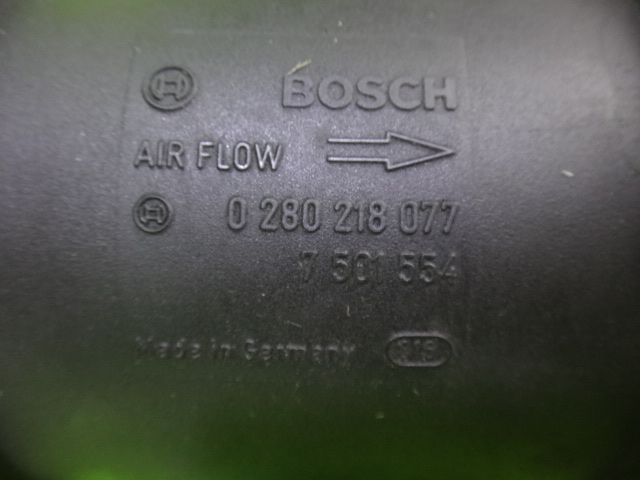 BOSCH
AIR FLOW
0 280 218 077
7 501 554
Made in Germany